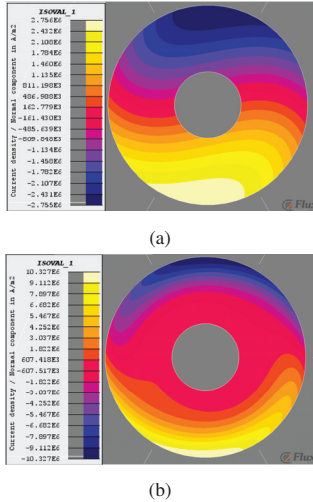 ISOVAL_1
Current density / Normal component in A/m2
2.756E6
2.432E6
2.108E6
1.784E6
1.460E6
1.135E6
811.198E3
486.988E3
162.779E3
-161.430E3
-485.639E3
-809.848E3
-1.134E6
-1.458E6
-1.782E6
-2.107E6
-2.431E6
-2.755E6
Flux
(a)
ISOVAL_1
Current density / Normal component in A/m2
10.327E6
9.112E6
7.897E6
6.682E6
5.467E6
4.252E6
3.037E6
1.822E6
607.418E3
-607.517E3
-1.822E6
-3.037E6
-4.252E6
-5.467E6
-6.682E6
-7.897E6
-9.112E6
-10.327E6
Flux
(b)